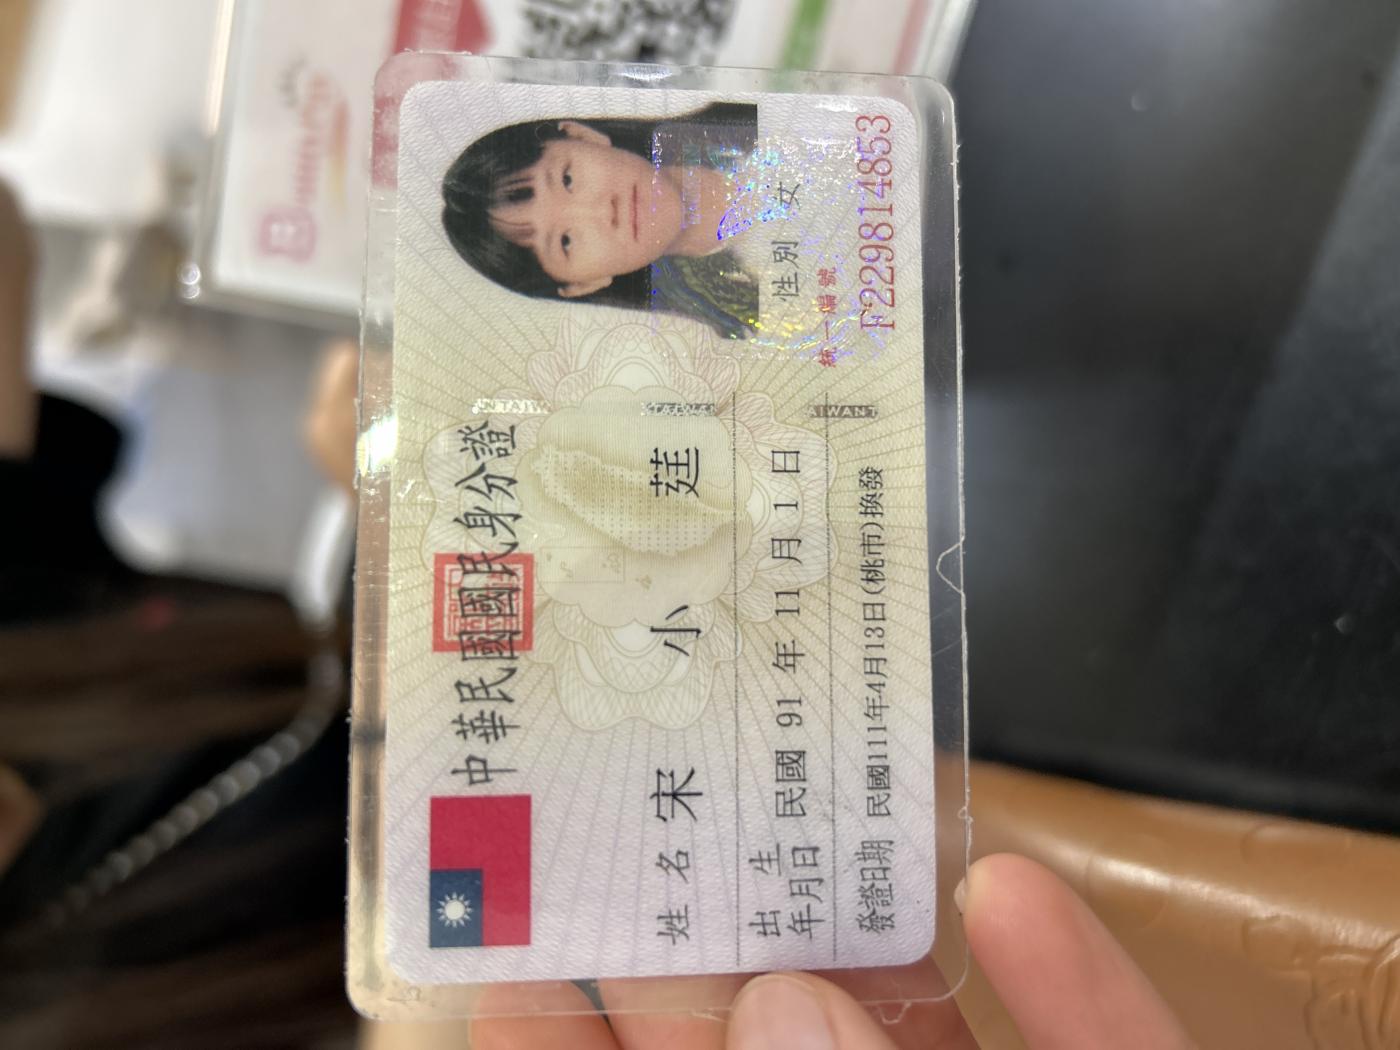 中華民國國民身分證
姓名 宋小莛
出生年月日 民國 91 年 11 月 1 日
性別 女
統一編號
F229814853
發證日期 民國111年4月13日(桃市)換發